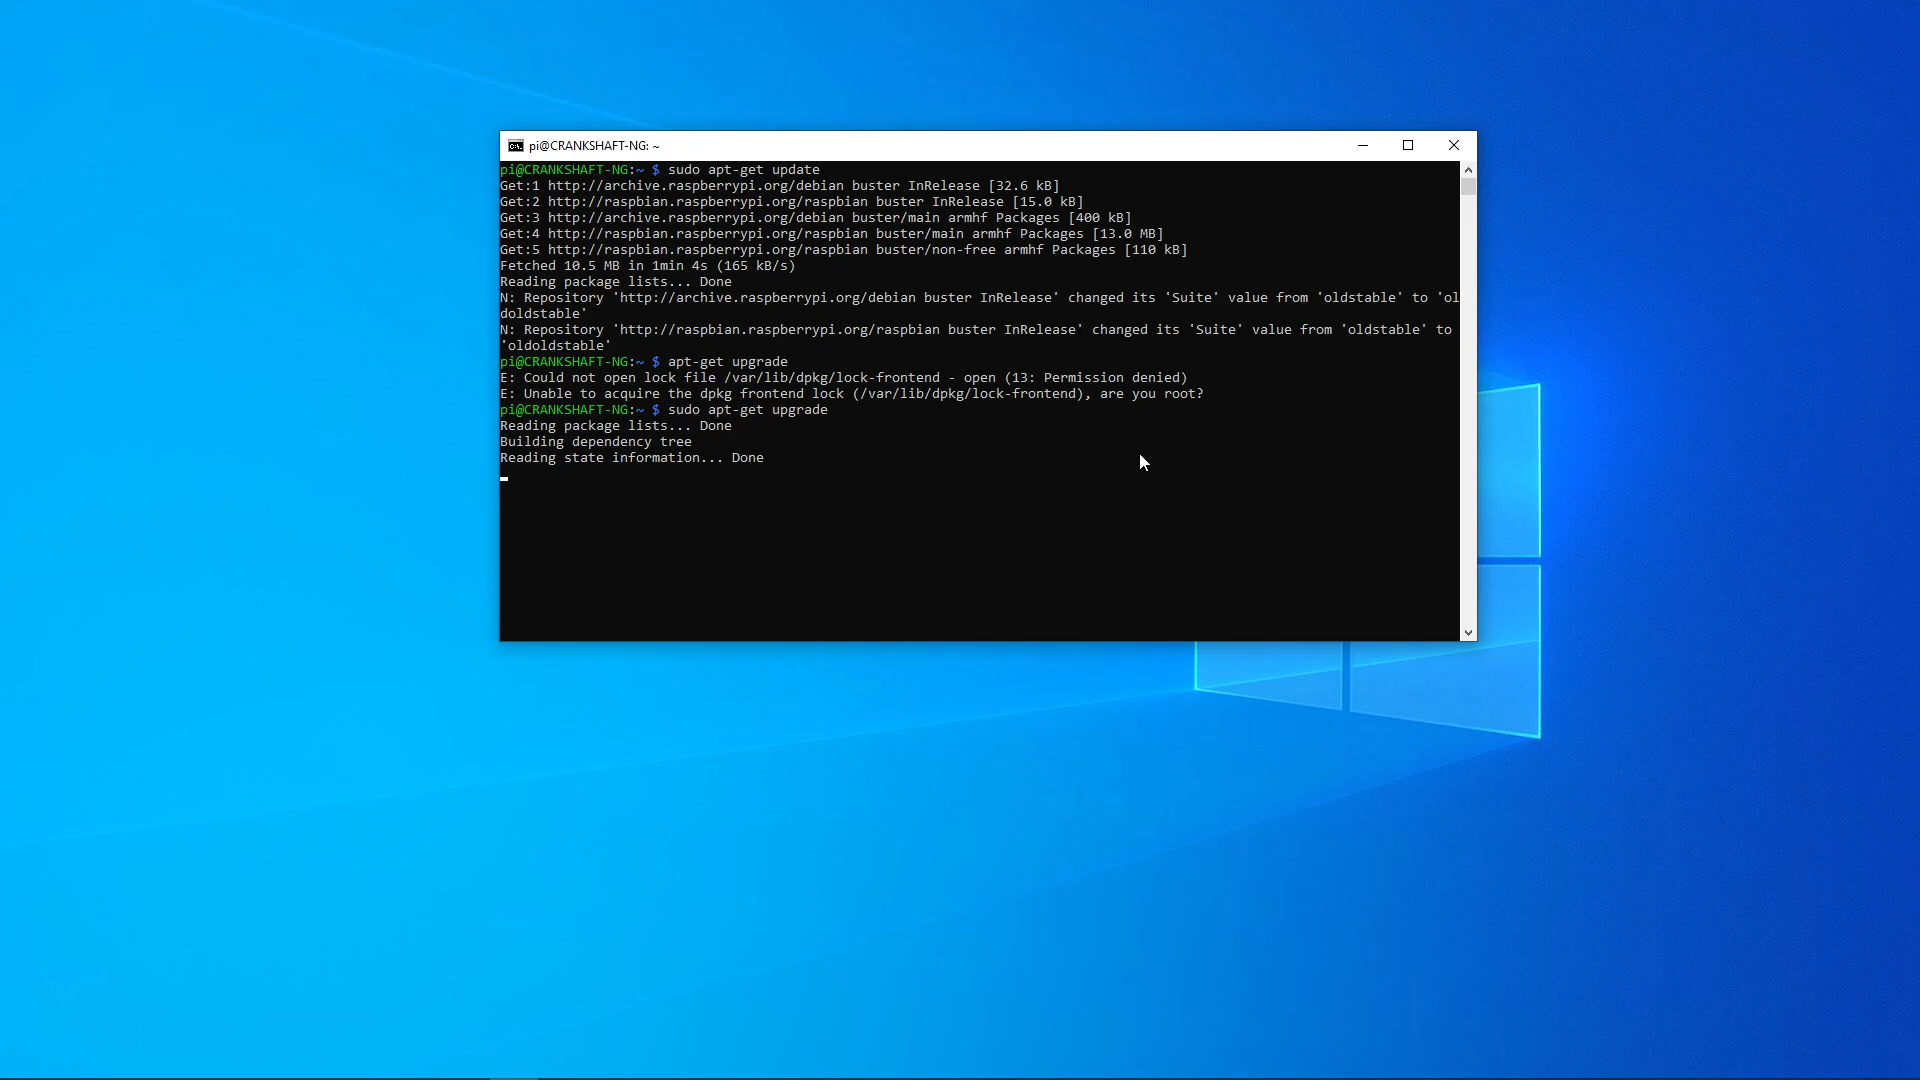 pi@CRANKSHAFT-NG: ~
pi@CRANKSHAFT-NG:~ $ sudo apt-get update
Get:1 http://archive.raspberrypi.org/debian buster InRelease [32.6 kB]
Get:2 http://raspbian.raspberrypi.org/raspbian buster InRelease [15.0 kB]
Get:3 http://archive.raspberrypi.org/debian buster/main armhf Packages [400 kB]
Get:4 http://raspbian.raspberrypi.org/raspbian buster/main armhf Packages [13.0 MB]
Get:5 http://raspbian.raspberrypi.org/raspbian buster/non-free armhf Packages [110 kB]
Fetched 10.5 MB in 1min 4s (165 kB/s)
Reading package lists... Done
N: Repository 'http://archive.raspberrypi.org/debian buster InRelease' changed its 'Suite' value from 'oldstable' to 'ol
doldstable'
N: Repository 'http://raspbian.raspberrypi.org/raspbian buster InRelease' changed its 'Suite' value from 'oldstable' to
'oldoldstable'
pi@CRANKSHAFT-NG:~ $ apt-get upgrade
E: Could not open lock file /var/lib/dpkg/lock-frontend - open (13: Permission denied)
E: Unable to acquire the dpkg frontend lock (/var/lib/dpkg/lock-frontend), are you root?
pi@CRANKSHAFT-NG:~ $ sudo apt-get upgrade
Reading package lists... Done
Building dependency tree
Reading state information... Done